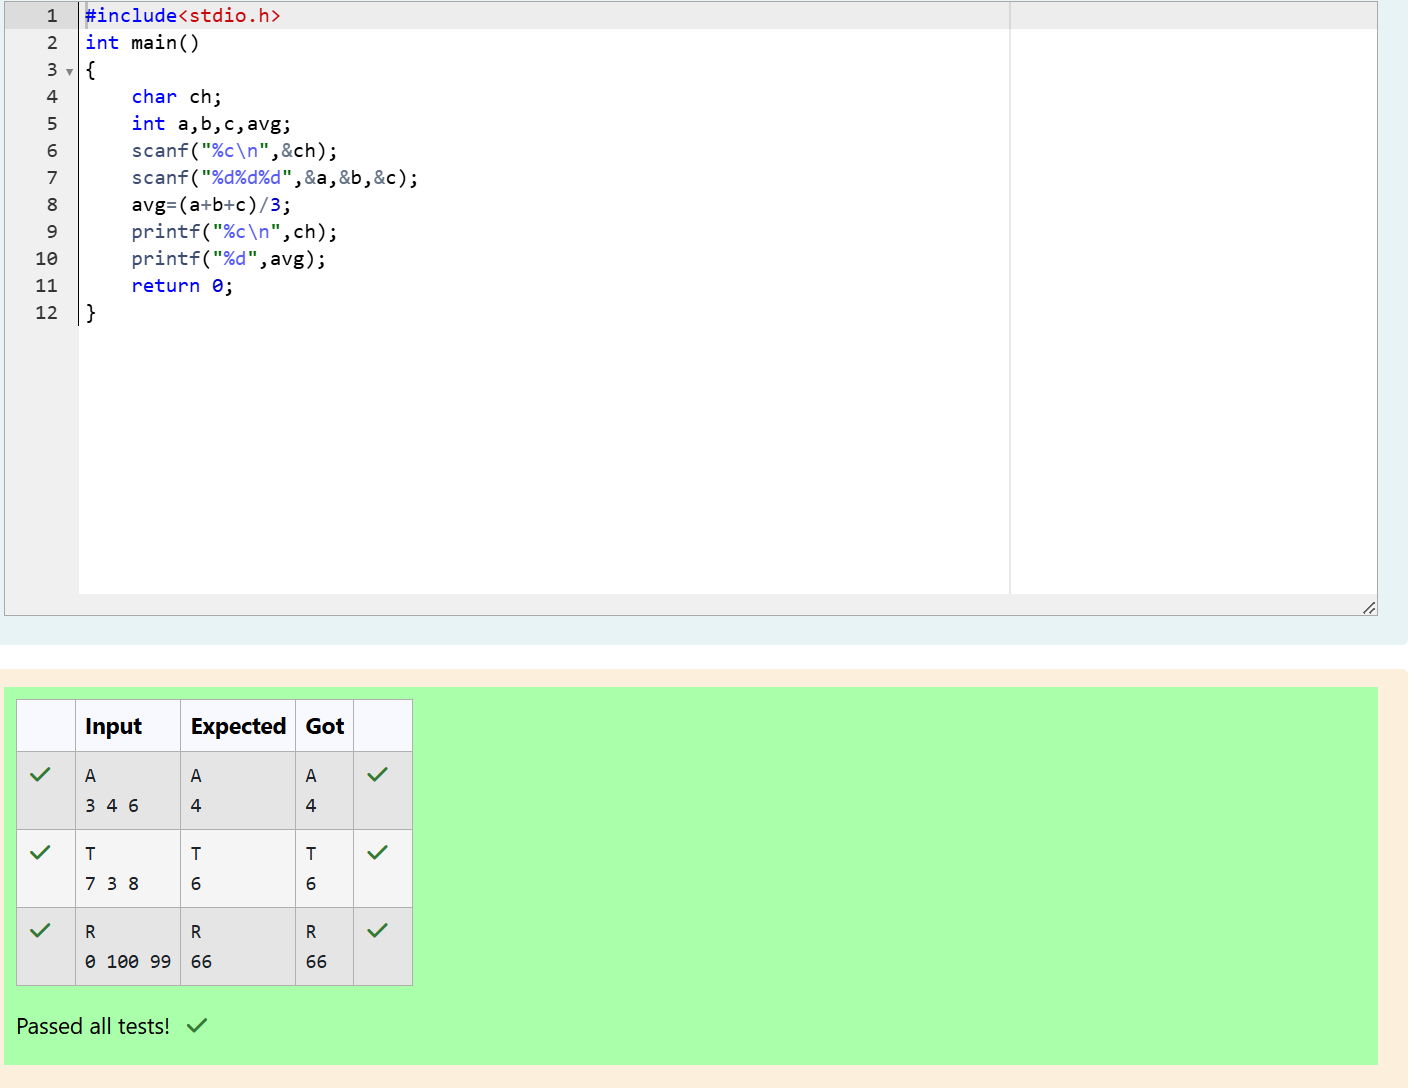 1 #include<stdio.h>
2 int main()
3 {
4     char ch;
5     int a,b,c,avg;
6     scanf("%c\n",&ch);
7     scanf("%d%d%d",&a,&b,&c);
8     avg=(a+b+c)/3;
9     printf("%c\n",ch);
10     printf("%d",avg);
11     return 0;
12 }
Input Expected Got
A A A
3 4 6 4 4
T T T
7 3 8 6 6
R R R
0 100 99 66 66
Passed all tests!